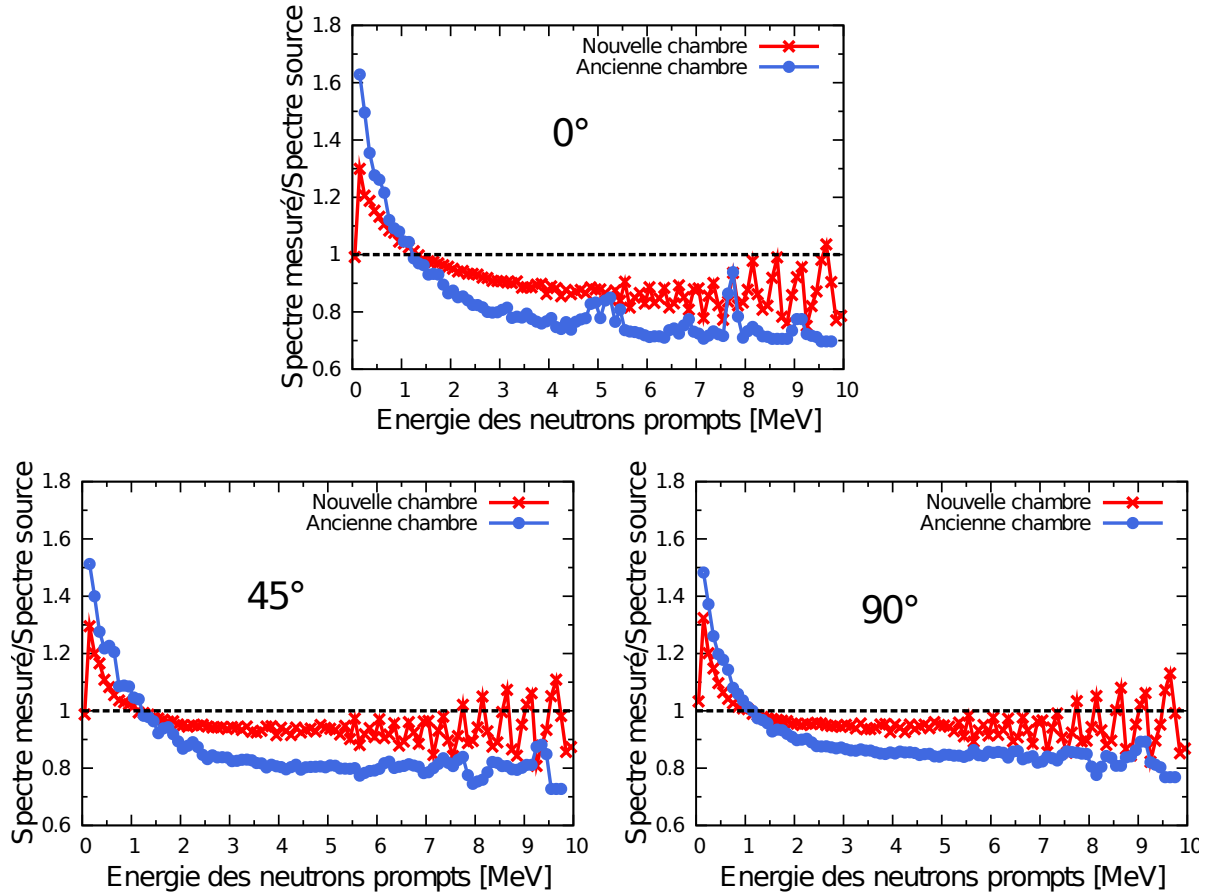 Spectre mesuré/Spectre source
1.8
1.6
1.4
1.2
1
0.8
0.6
Nouvelle chambre
Ancienne chambre
0°
0 1 2 3 4 5 6 7 8 9 10
Energie des neutrons prompts [MeV]
Spectre mesuré/Spectre source
1.8
1.6
1.4
1.2
1
0.8
0.6
Nouvelle chambre
Ancienne chambre
45°
0 1 2 3 4 5 6 7 8 9 10
Energie des neutrons prompts [MeV]
Spectre mesuré/Spectre source
1.8
1.6
1.4
1.2
1
0.8
0.6
Nouvelle chambre
Ancienne chambre
90°
0 1 2 3 4 5 6 7 8 9 10
Energie des neutrons prompts [MeV]